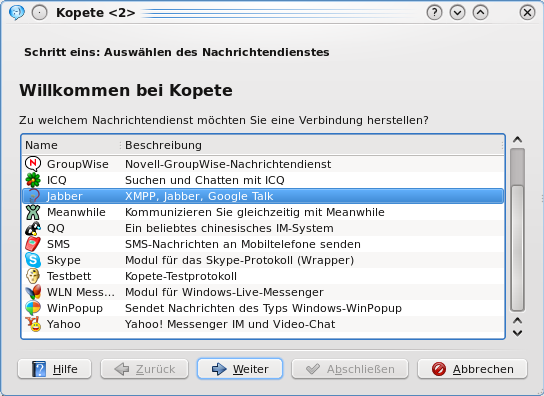 Kopete <2>
Schritt eins: Auswählen des Nachrichtendienstes
Willkommen bei Kopete
Zu welchem Nachrichtendienst möchten Sie eine Verbindung herstellen?
Name Beschreibung
GroupWise Novell-GroupWise-Nachrichtendienst
ICQ Suchen und Chatten mit ICQ
Jabber XMPP, Jabber, Google Talk
Meanwhile Kommunizieren Sie gleichzeitig mit Meanwhile
QQ Ein beliebtes chinesisches IM-System
SMS SMS-Nachrichten an Mobiltelefone senden
Skype Modul für das Skype-Protokoll (Wrapper)
Testbett Kopete-Testprotokoll
WLN Mess... Modul für Windows-Live-Messenger
WinPopup Sendet Nachrichten des Typs Windows-WinPopup
Yahoo Yahoo! Messenger IM und Video-Chat
Hilfe Zurück Weiter Abschließen Abbrechen